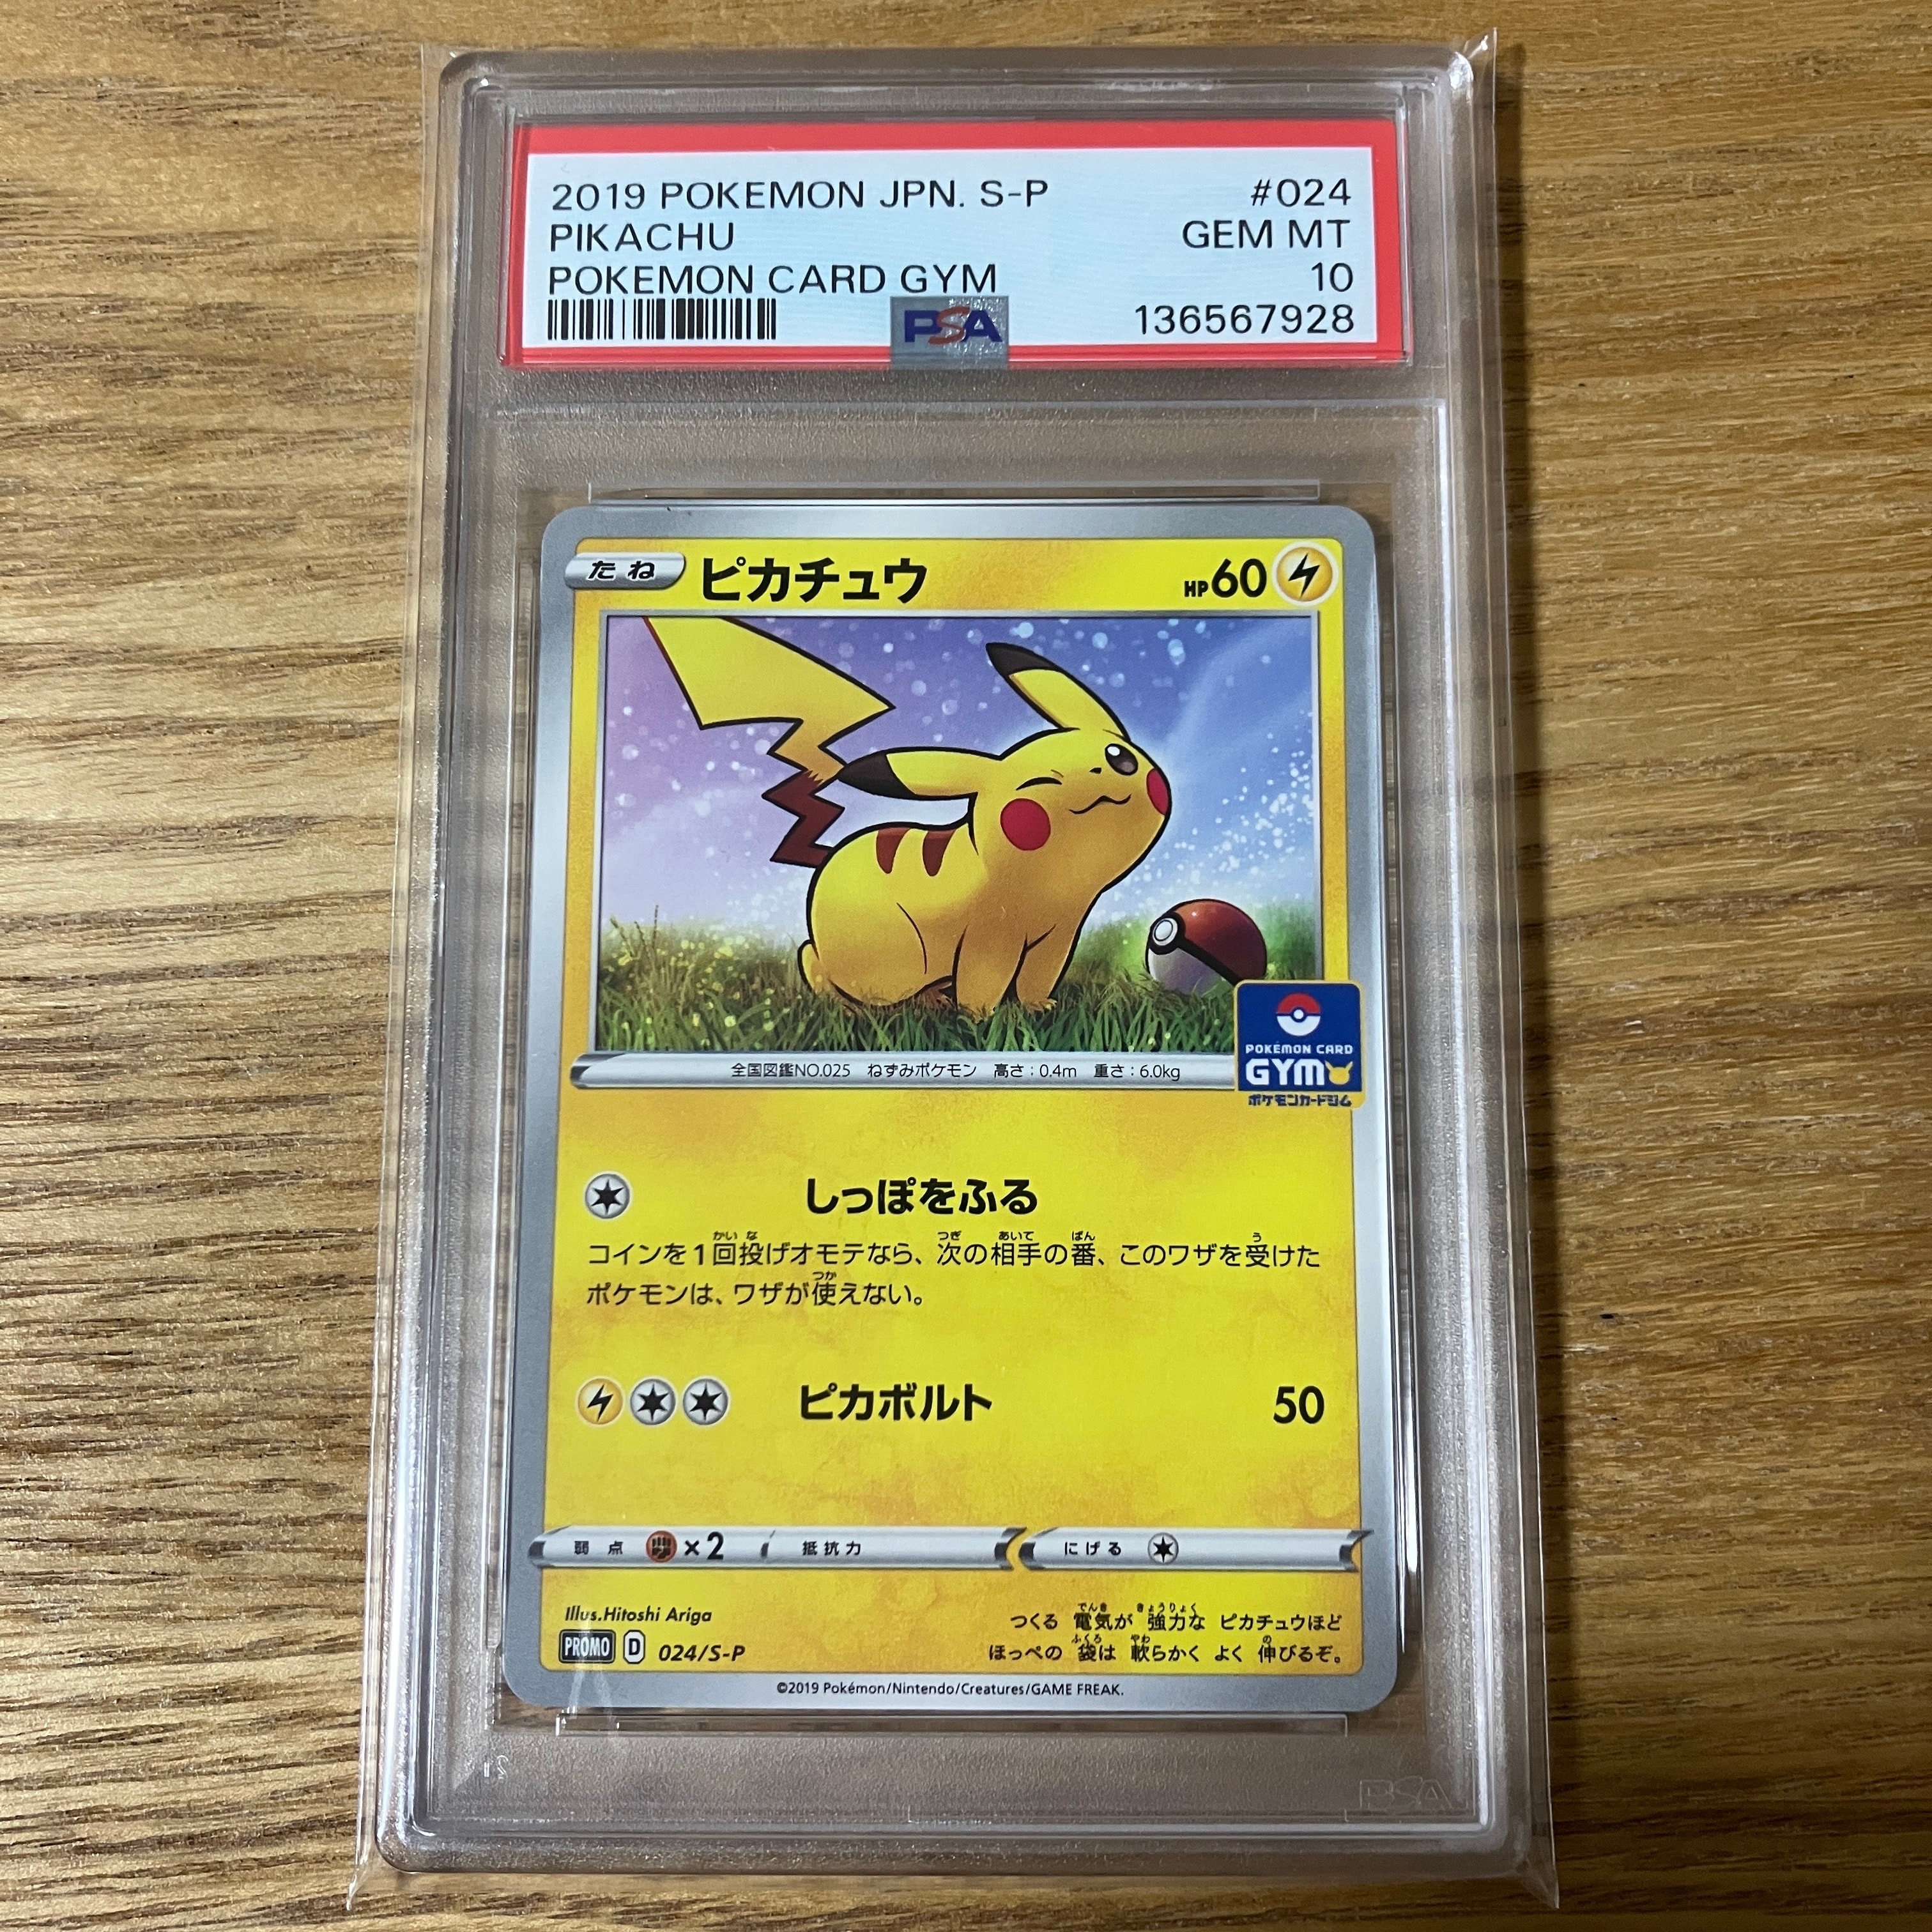 2019 POKEMON JPN. S-P #024
PIKACHU GEM MT
POKEMON CARD GYM 10
PSA 136567928
たね ピカチュウ HP60
全国図鑑NO.025 ねずみポケモン 高さ:0.4m 重さ:6.0kg
POKÉMON CARD
GYM
ポケモンカードジム
しっぽをふる
コインを1回投げオモテなら、次の相手の番、このワザを受けた
ポケモンは、ワザが使えない。
ピカボルト 50
弱点 ×2 抵抗力 にげる
Illus.Hitoshi Ariga
PROMO D 024/S-P
つくる 電気が 強力な ピカチュウほど
ほっぺの 袋は 軟らかく よく 伸びるぞ。
©2019 Pokémon/Nintendo/Creatures/GAME FREAK.
PSA